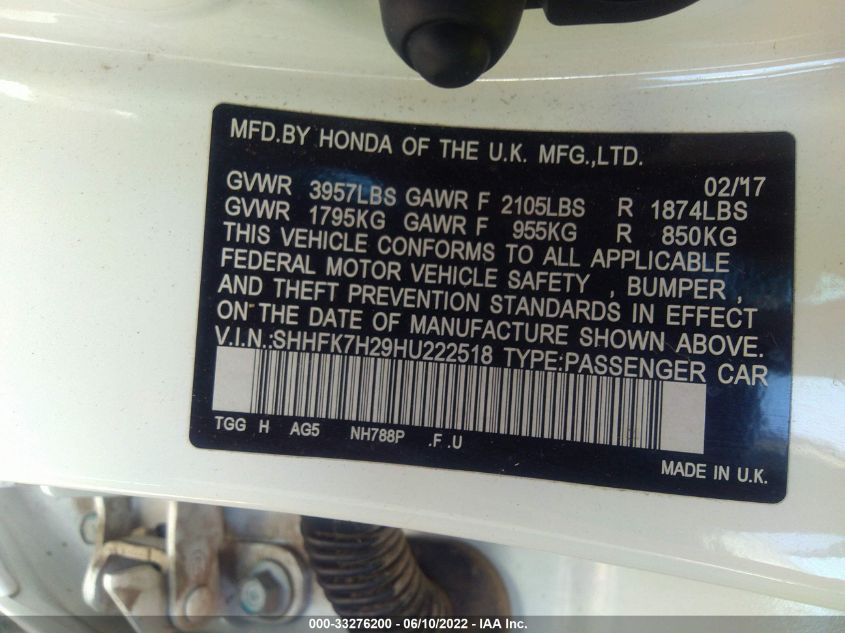 MFD.BY HONDA OF THE U.K. MFG.,LTD.
02/'17
GVWR 3957LBS GAWR F 2105LBS R 1874LBS
GVWR 1795KG GAWR F 955KG R 850KG
THIS VEHICLE CONFORMS TO ALL APPLICABLE
FEDERAL MOTOR VEHICLE SAFETY , BUMPER ,
AND THEFT PREVENTION STANDARDS IN EFFECT
ON THE DATE OF MANUFACTURE SHOWN ABOVE.
V.I.N.:SHHFK7H29HU222518 TYPE:PASSENGER CAR
TGG H AG5 NH788P .F .U
MADE IN U.K.
000-33276200 - 06/10/2022 - IAA Inc.